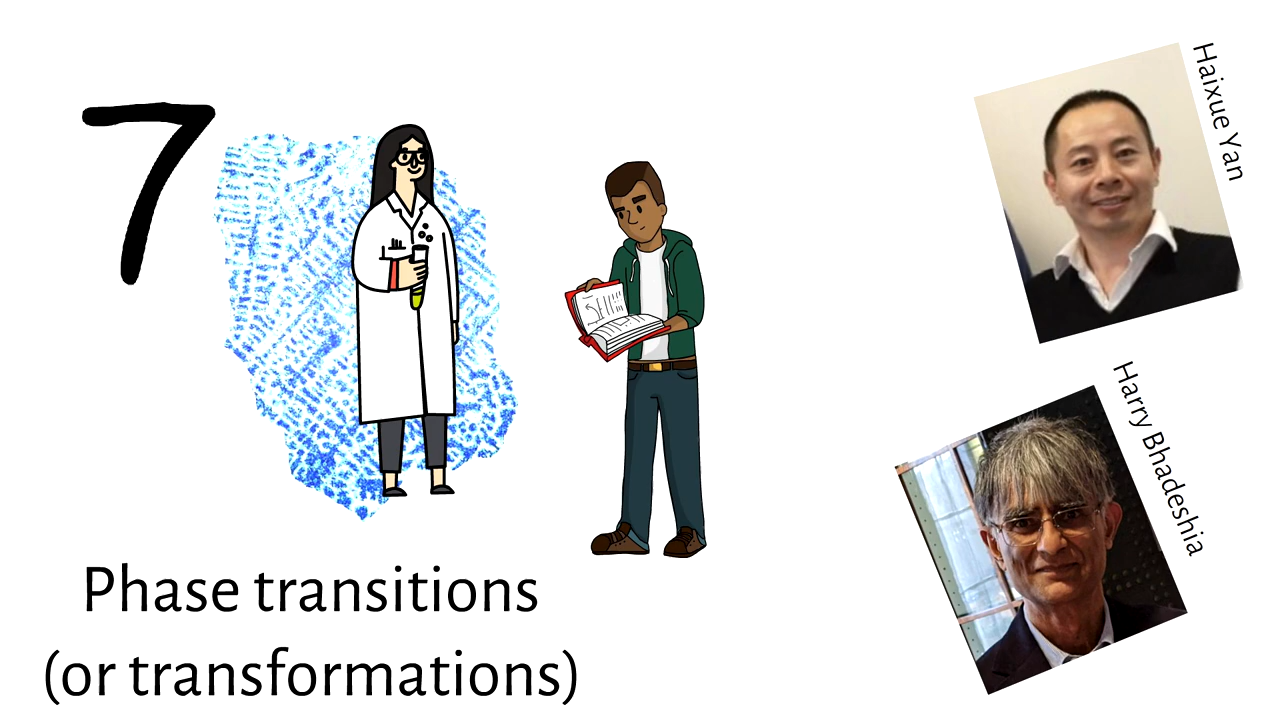 7
Phase transitions
(or transformations)
Haixue Yan
Harry Bhadeshia